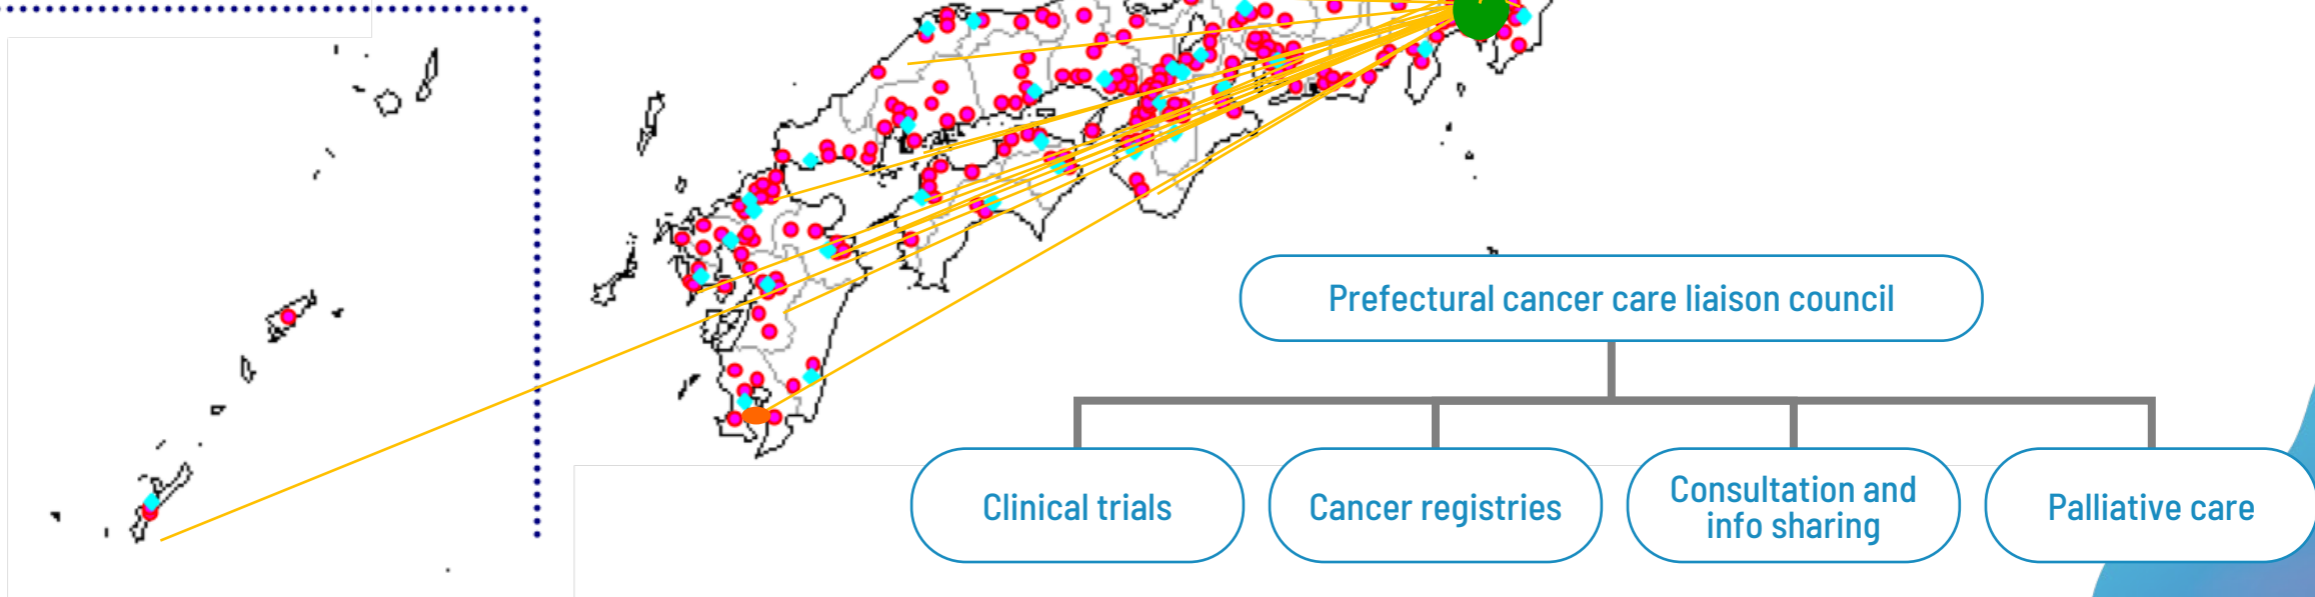 Prefectural cancer care liaison council
Clinical trials
Cancer registries
Consultation and
info sharing
Palliative care